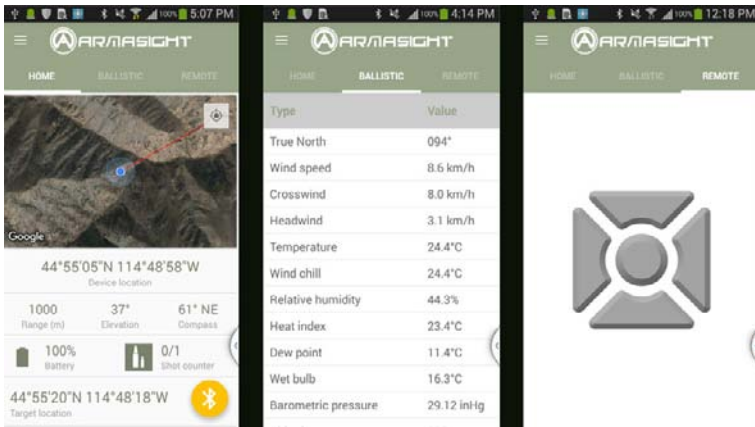 100% 5:07 PM
ARMASIGHT
HOME BALLISTIC REMOTE
Google
44°55'05"N 114°48'58"W
Device location
1000 37° 61° NE
Range (m) Elevation Compass
100% 0/1
Battery Shot counter
44°55'20"N 114°48'18"W
Target location
100% 4:14 PM
ARMASIGHT
HOME BALLISTIC REMOTE
Type Value
True North 094°
Wind speed 8.6 km/h
Crosswind 8.0 km/h
Headwind 3.1 km/h
Temperature 24.4°C
Wind chill 24.4°C
Relative humidity 44.3%
Heat index 23.4°C
Dew point 11.4°C
Wet bulb 16.3°C
Barometric pressure 29.12 inHg
100% 12:18 PM
ARMASIGHT
HOME BALLISTIC REMOTE